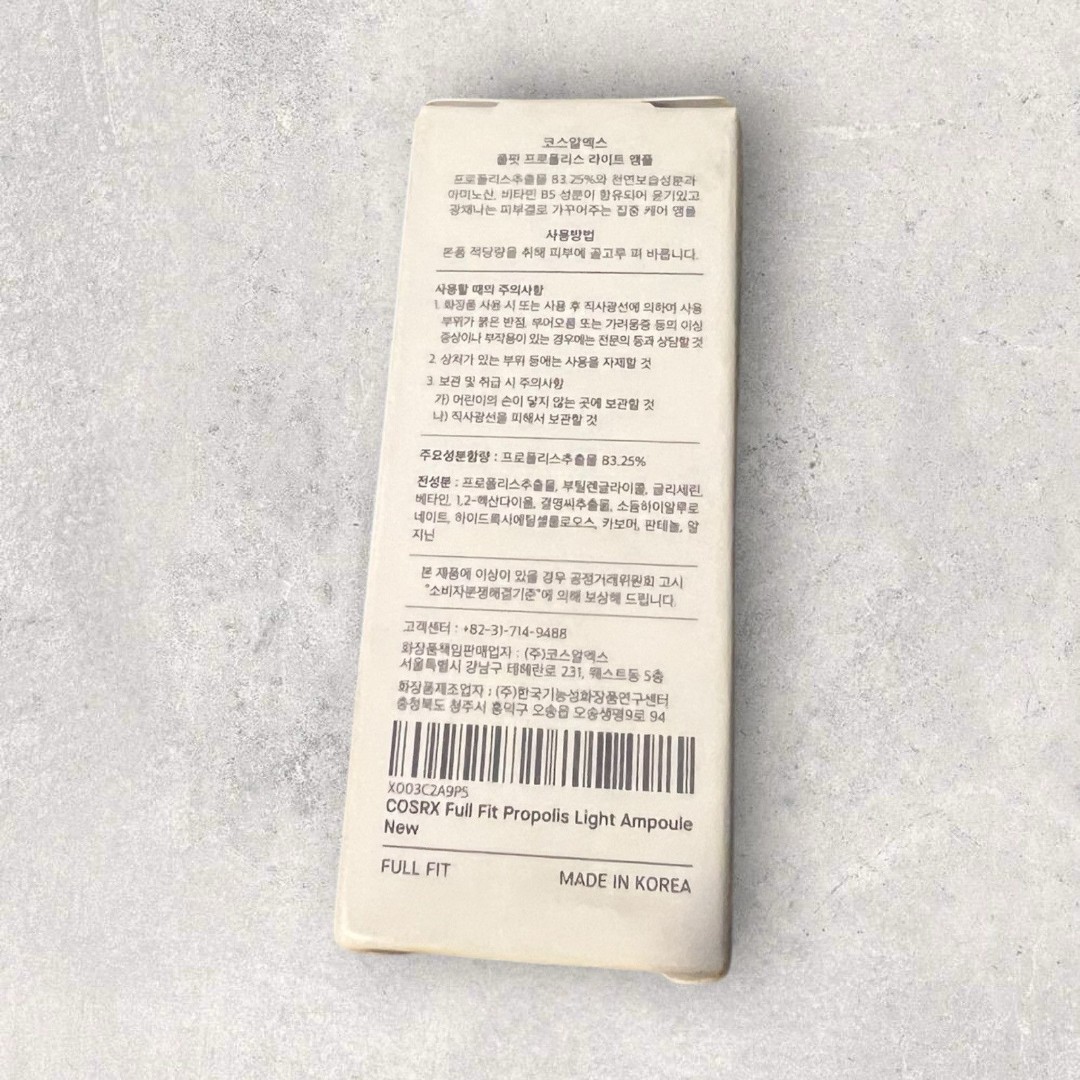 코스알엑스
풀핏 프로폴리스 라이트 앰플
프로폴리스추출물 83.25%와 천연보습성분과
아미노산, 비타민 B5 성분이 함유되어 윤기있고
광채나는 피부결로 가꾸어주는 집중 케어 앰플
사용방법
본품 적당량을 취해 피부에 골고루 펴 바릅니다.
사용할 때의 주의사항
1. 화장품 사용 시 또는 사용 후 직사광선에 의하여 사용
부위가 붉은 반점, 부어오름 또는 가려움증 등의 이상
증상이나 부작용이 있는 경우에는 전문의 등과 상담할 것
2. 상처가 있는 부위 등에는 사용을 자제할 것
3. 보관 및 취급 시 주의사항
가) 어린이의 손이 닿지 않는 곳에 보관할 것
나) 직사광선을 피해서 보관할 것
주요성분함량 : 프로폴리스추출물 83.25%
전성분 : 프로폴리스추출물, 부틸렌글라이콜, 글리세린,
베타인, 1,2-헥산다이올, 결명씨추출물, 소듐하이알루로
네이트, 하이드록시에틸셀룰로오스, 카보머, 판테놀, 알
지닌
본 제품에 이상이 있을 경우 공정거래위원회 고시
"소비자분쟁해결기준"에 의해 보상해 드립니다.
고객센터 : +82-31-714-9488
화장품책임판매업자 : (주)코스알엑스
서울특별시 강남구 테헤란로 231, 웨스트동 5층
화장품제조업자 : (주)한국기능성화장품연구센터
충청북도 청주시 흥덕구 오송읍 오송생명9로 94
X003C2A9P5
COSRX Full Fit Propolis Light Ampoule
New
FULL FIT
MADE IN KOREA